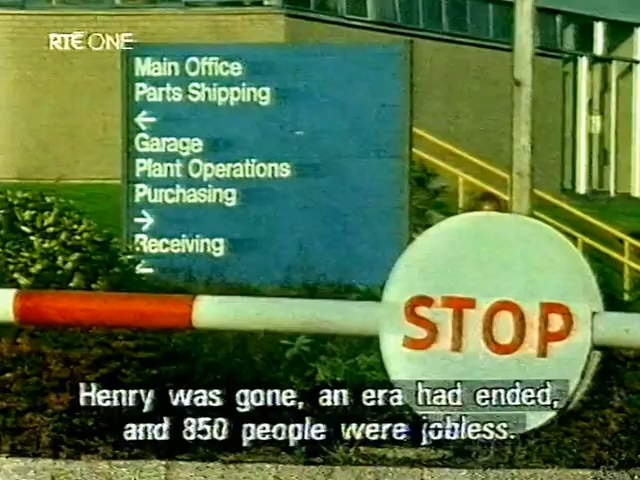 RTÉ ONE
Main Office
Parts Shipping
←
Garage
Plant Operations
Purchasing
→
Receiving
←
STOP
Henry was gone, an era had ended,
and 850 people were jobless.